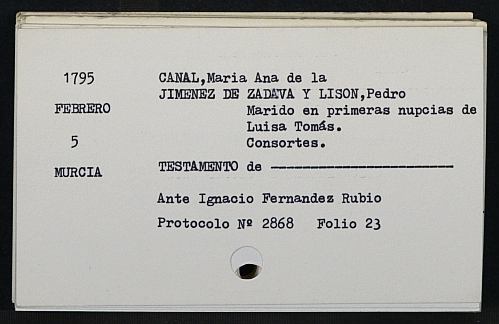 1795 CANAL,Maria Ana de la
JIMENEZ DE ZADAVA Y LISON,Pedro
FEBRERO Marido en primeras nupcias de
Luisa Tomás.
5 Consortes.
MURCIA TESTAMENTO de ------------------------
Ante Ignacio Fernandez Rubio
Protocolo Nº 2868 Folio 23